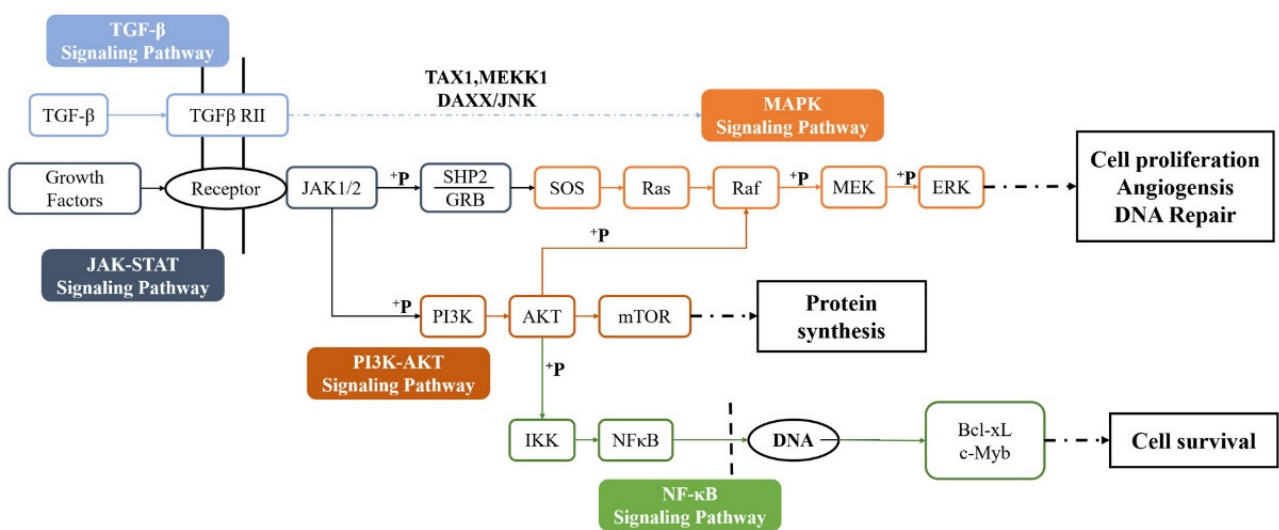 TGF-β
Signaling Pathway
TAX1,MEKK1
DAXX/JNK
MAPK
Signaling Pathway
TGF-β
TGFβ RII
Growth
Factors
Receptor
JAK1/2
+P
SHP2
GRB
SOS
Ras
Raf
+P
MEK
+P
ERK
Cell proliferation
Angiogensis
DNA Repair
JAK-STAT
Signaling Pathway
+P
+P
PI3K
AKT
mTOR
Protein
synthesis
PI3K-AKT
Signaling Pathway
+P
IKK
NFκB
DNA
Bcl-xL
c-Myb
Cell survival
NF-κB
Signaling Pathway